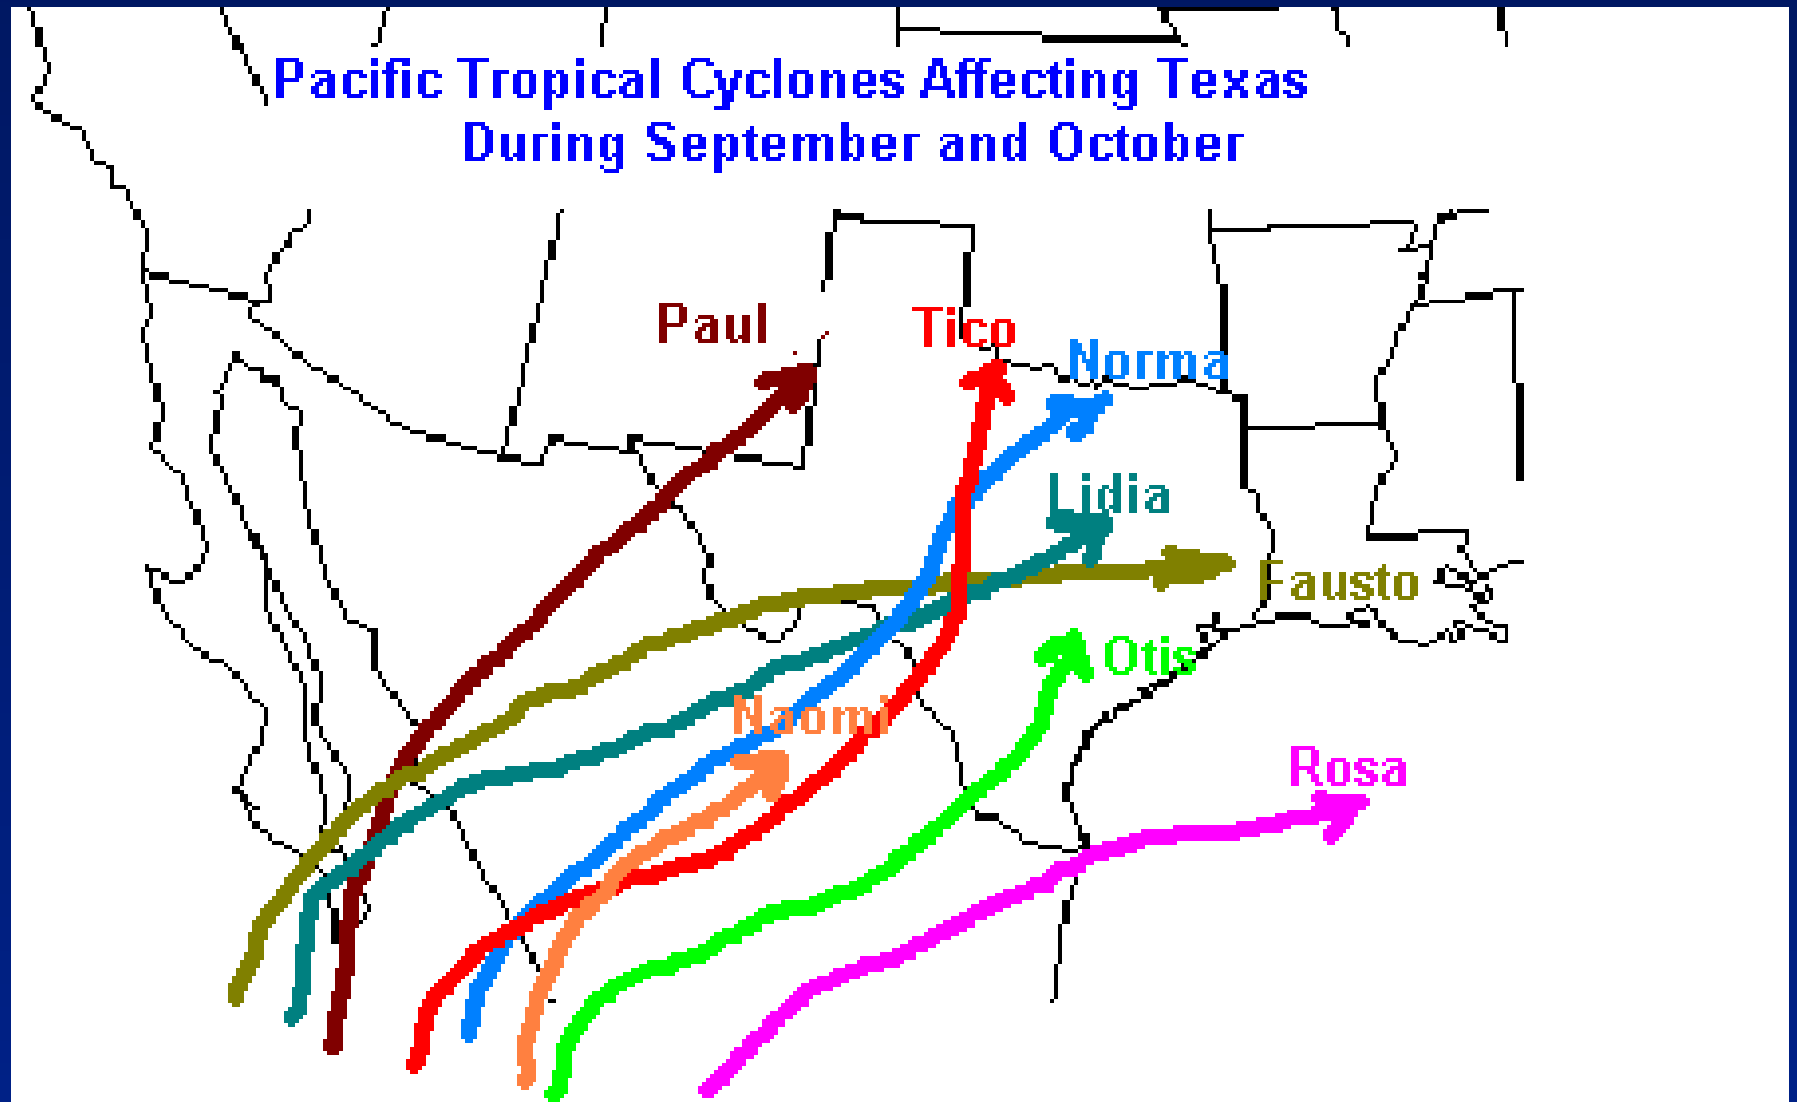 Pacific Tropical Cyclones Affecting Texas
During September and October
Paul
Tico
Norma
Lidia
Fausto
Otis
Naomi
Rosa